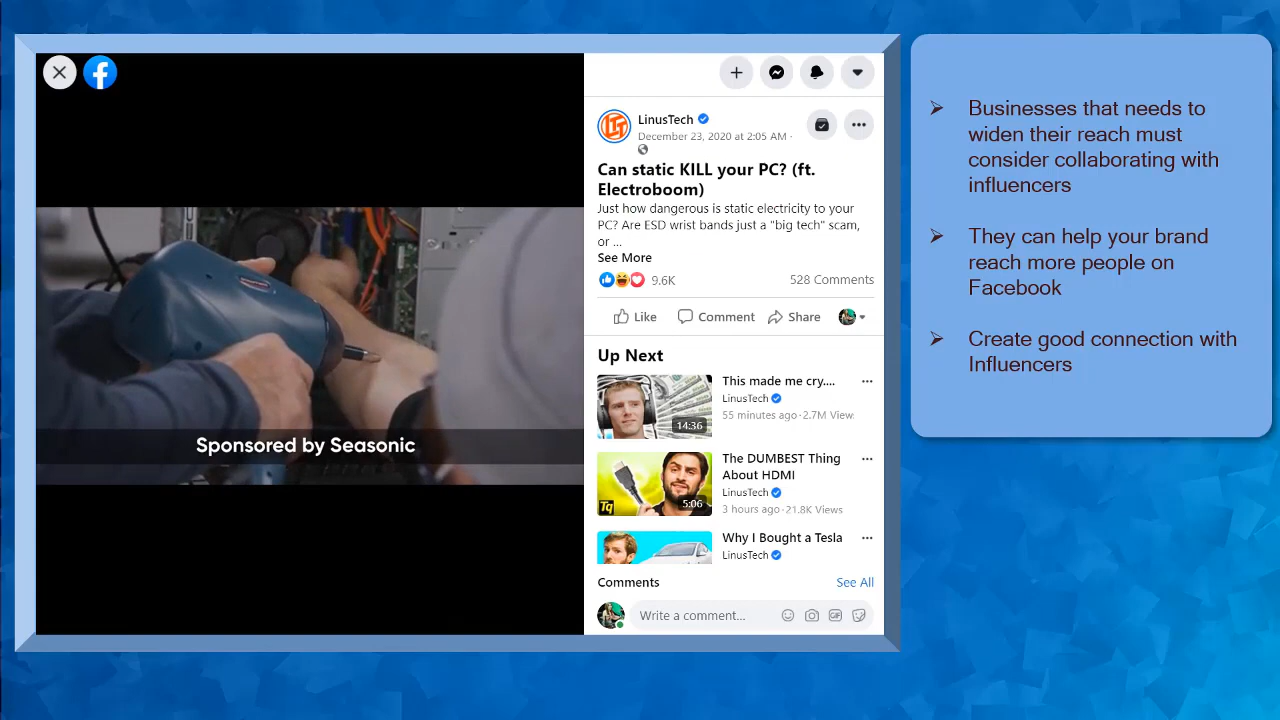 LinusTech
December 23, 2020 at 2:05 AM ·
Can static KILL your PC? (ft.
Electroboom)
Just how dangerous is static electricity to your
PC? Are ESD wrist bands just a "big tech" scam,
or ...
See More
9.6K
528 Comments
Like
Comment
Share
Up Next
This made me cry....
LinusTech
55 minutes ago · 2.7M View
14:36
The DUMBEST Thing
About HDMI
LinusTech
3 hours ago · 21.8K Views
Tq
5:06
Why I Bought a Tesla
LinusTech
Comments
See All
Write a comment...
GIF
Sponsored by Seasonic
Businesses that needs to
widen their reach must
consider collaborating with
influencers
They can help your brand
reach more people on
Facebook
Create good connection with
Influencers